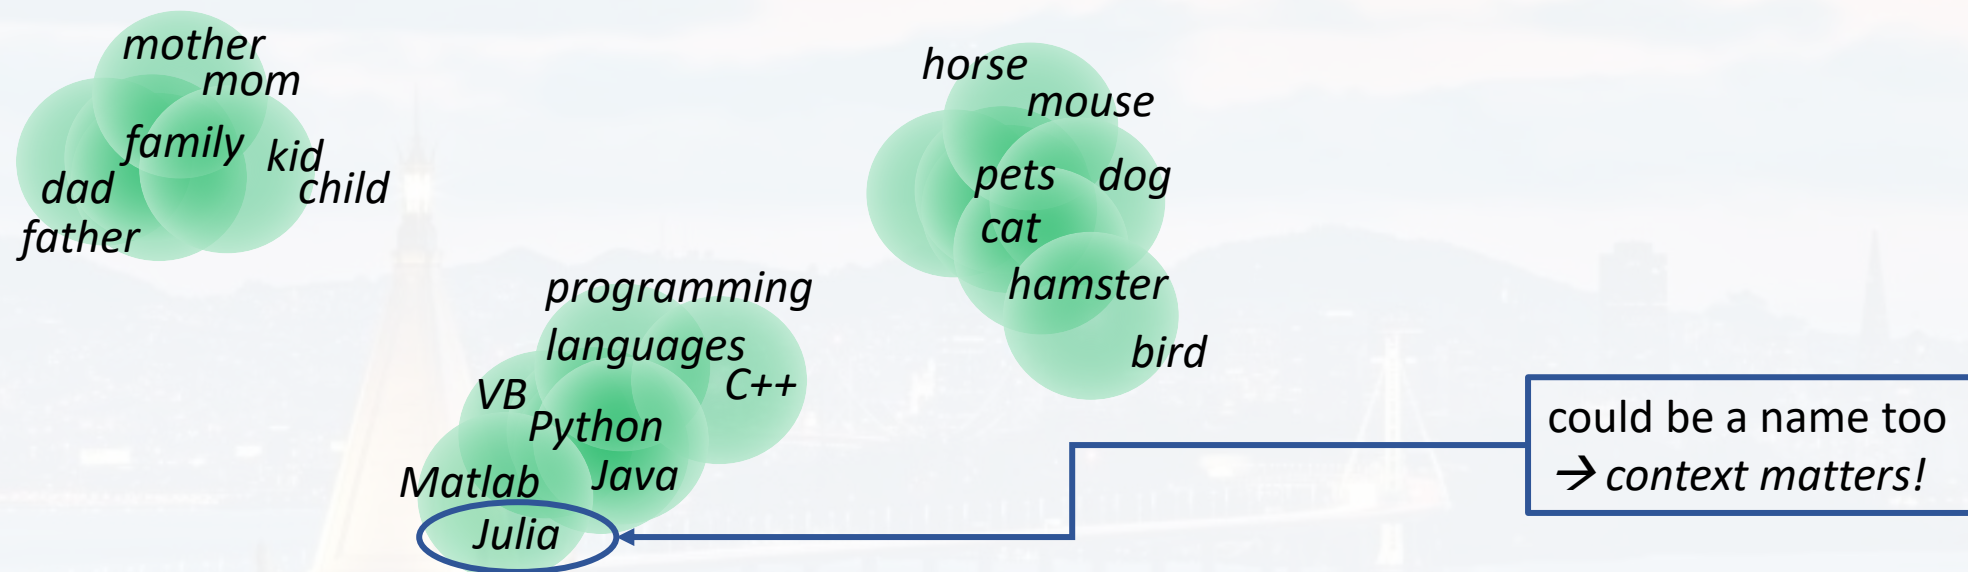 mother
mom
family
kid
child
dad
father
horse
mouse
pets
dog
cat
hamster
bird
programming
languages
VB
C++
Python
Matlab
Java
Julia
could be a name too
→ context matters!